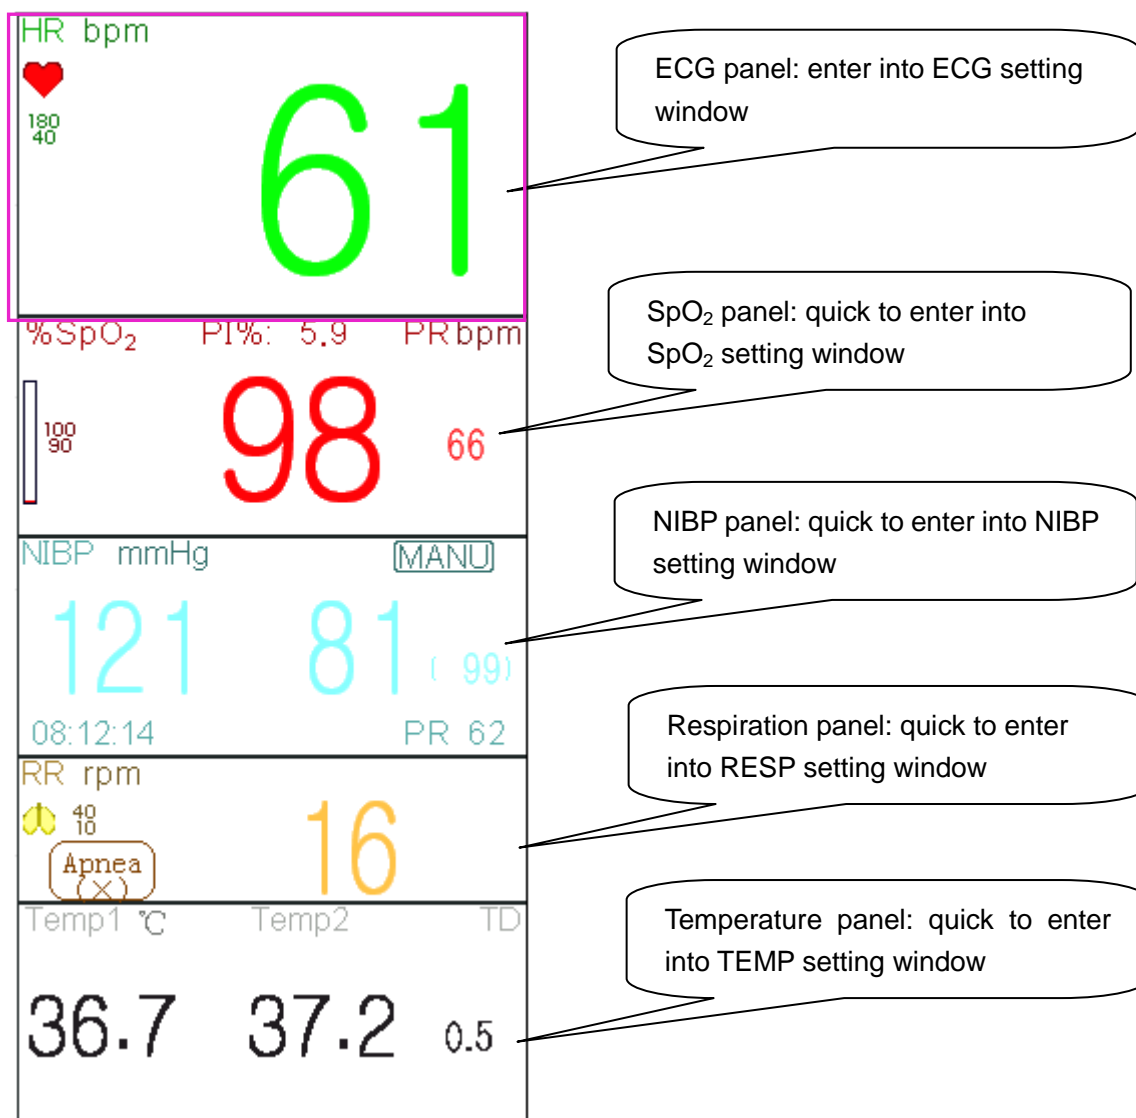 HR bpm
180
40
61
ECG panel: enter into ECG setting
window
%SpO₂ PI%: 5.9 PRbpm
100
90
98 66
SpO₂ panel: quick to enter into
SpO₂ setting window
NIBP mmHg MANU
121 81 ( 99)
08:12:14 PR 62
NIBP panel: quick to enter into NIBP
setting window
RR rpm
40
10
16
Apnea
(X)
Respiration panel: quick to enter
into RESP setting window
Temp1 ℃ Temp2 TD
36.7 37.2 0.5
Temperature panel: quick to enter
into TEMP setting window